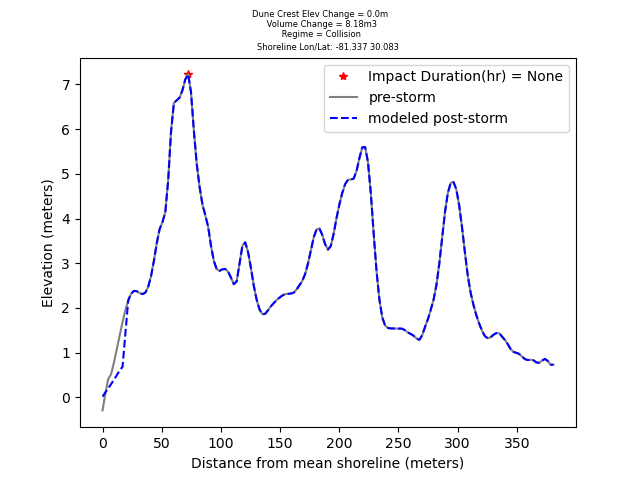 Dune Crest Elev Change = 0.0m
Volume Change = 8.18m3
Regime = Collision
Shoreline Lon/Lat: -81.337 30.083
Impact Duration(hr) = None
pre-storm
modeled post-storm
7
6
5
4
3
2
1
0
Elevation (meters)
0 50 100 150 200 250 300 350
Distance from mean shoreline (meters)